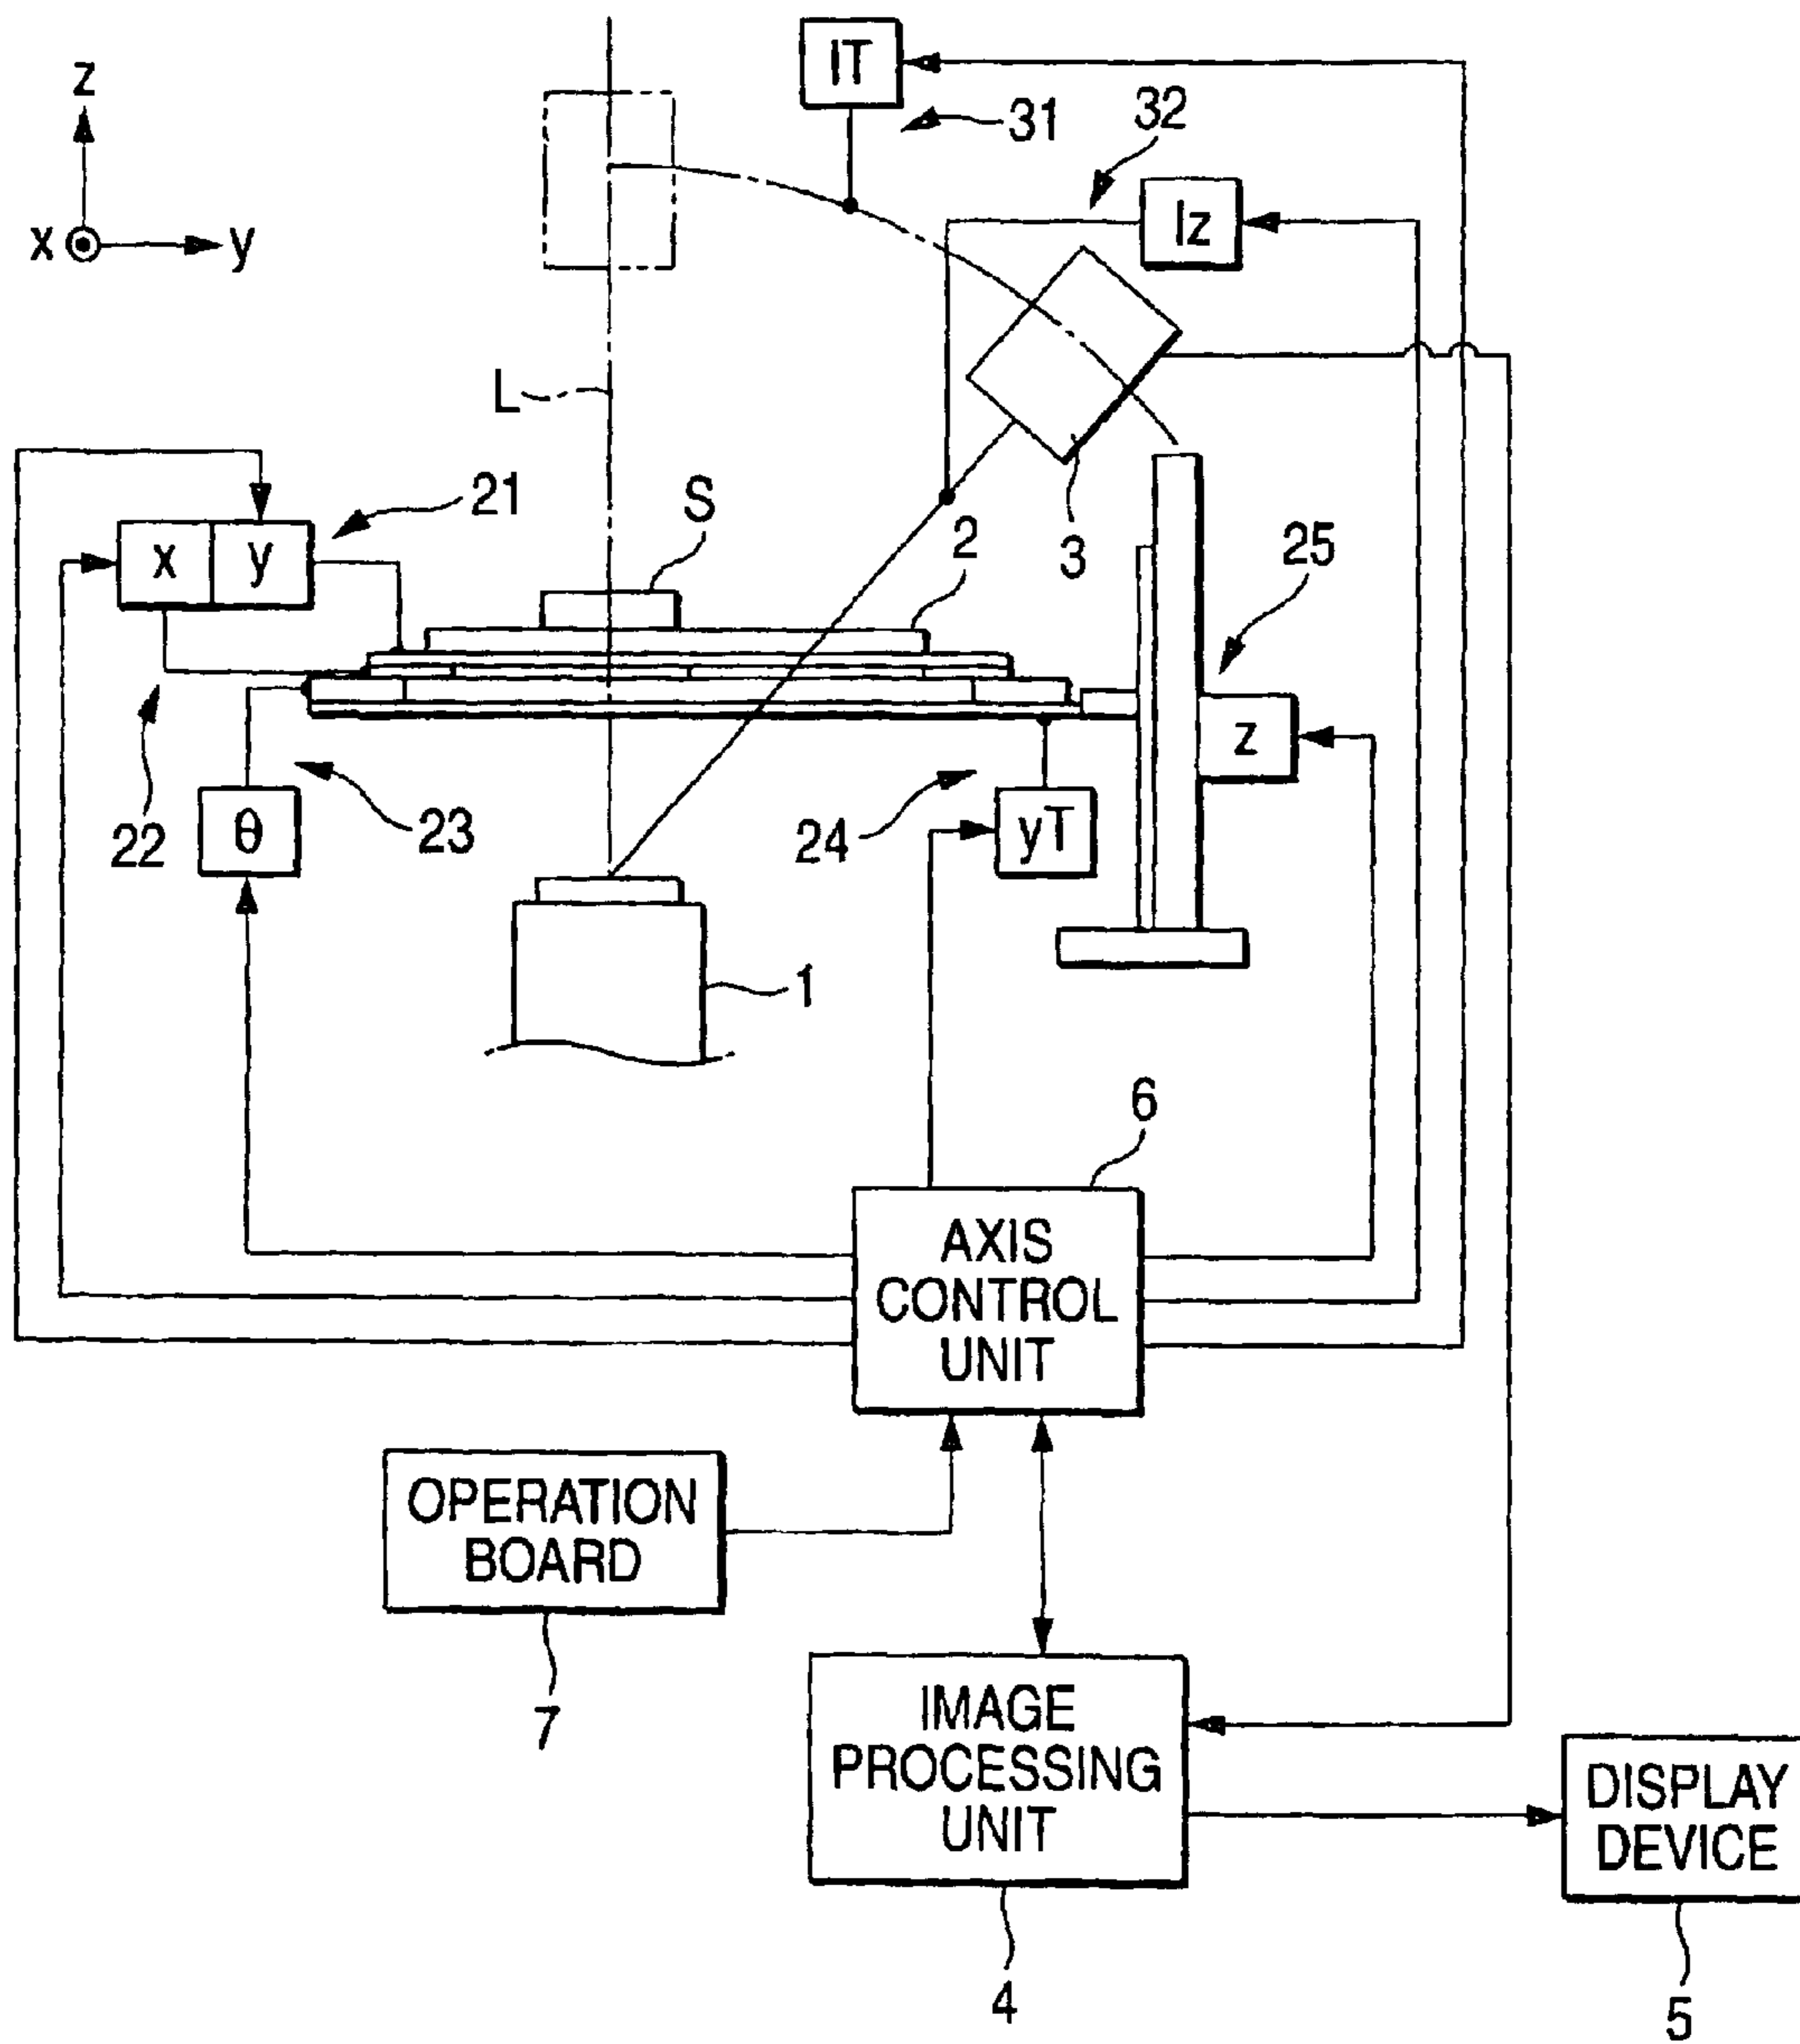 IT
z
31
32
x
y
Iz
L
21
S
2
3
25
x
y
z
22
θ
23
24
yT
1
6
AXIS
CONTROL
UNIT
OPERATION
BOARD
7
IMAGE
PROCESSING
UNIT
DISPLAY
DEVICE
4
5